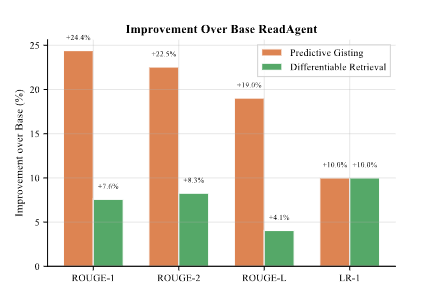 Improvement Over Base ReadAgent
Predictive Gisting
Differentiable Retrieval
Improvement over Base (%)
25
20
15
10
5
0
+24.4%
+7.6%
+22.5%
+8.3%
+19.0%
+4.1%
+10.0%
+10.0%
ROUGE-1
ROUGE-2
ROUGE-L
LR-1